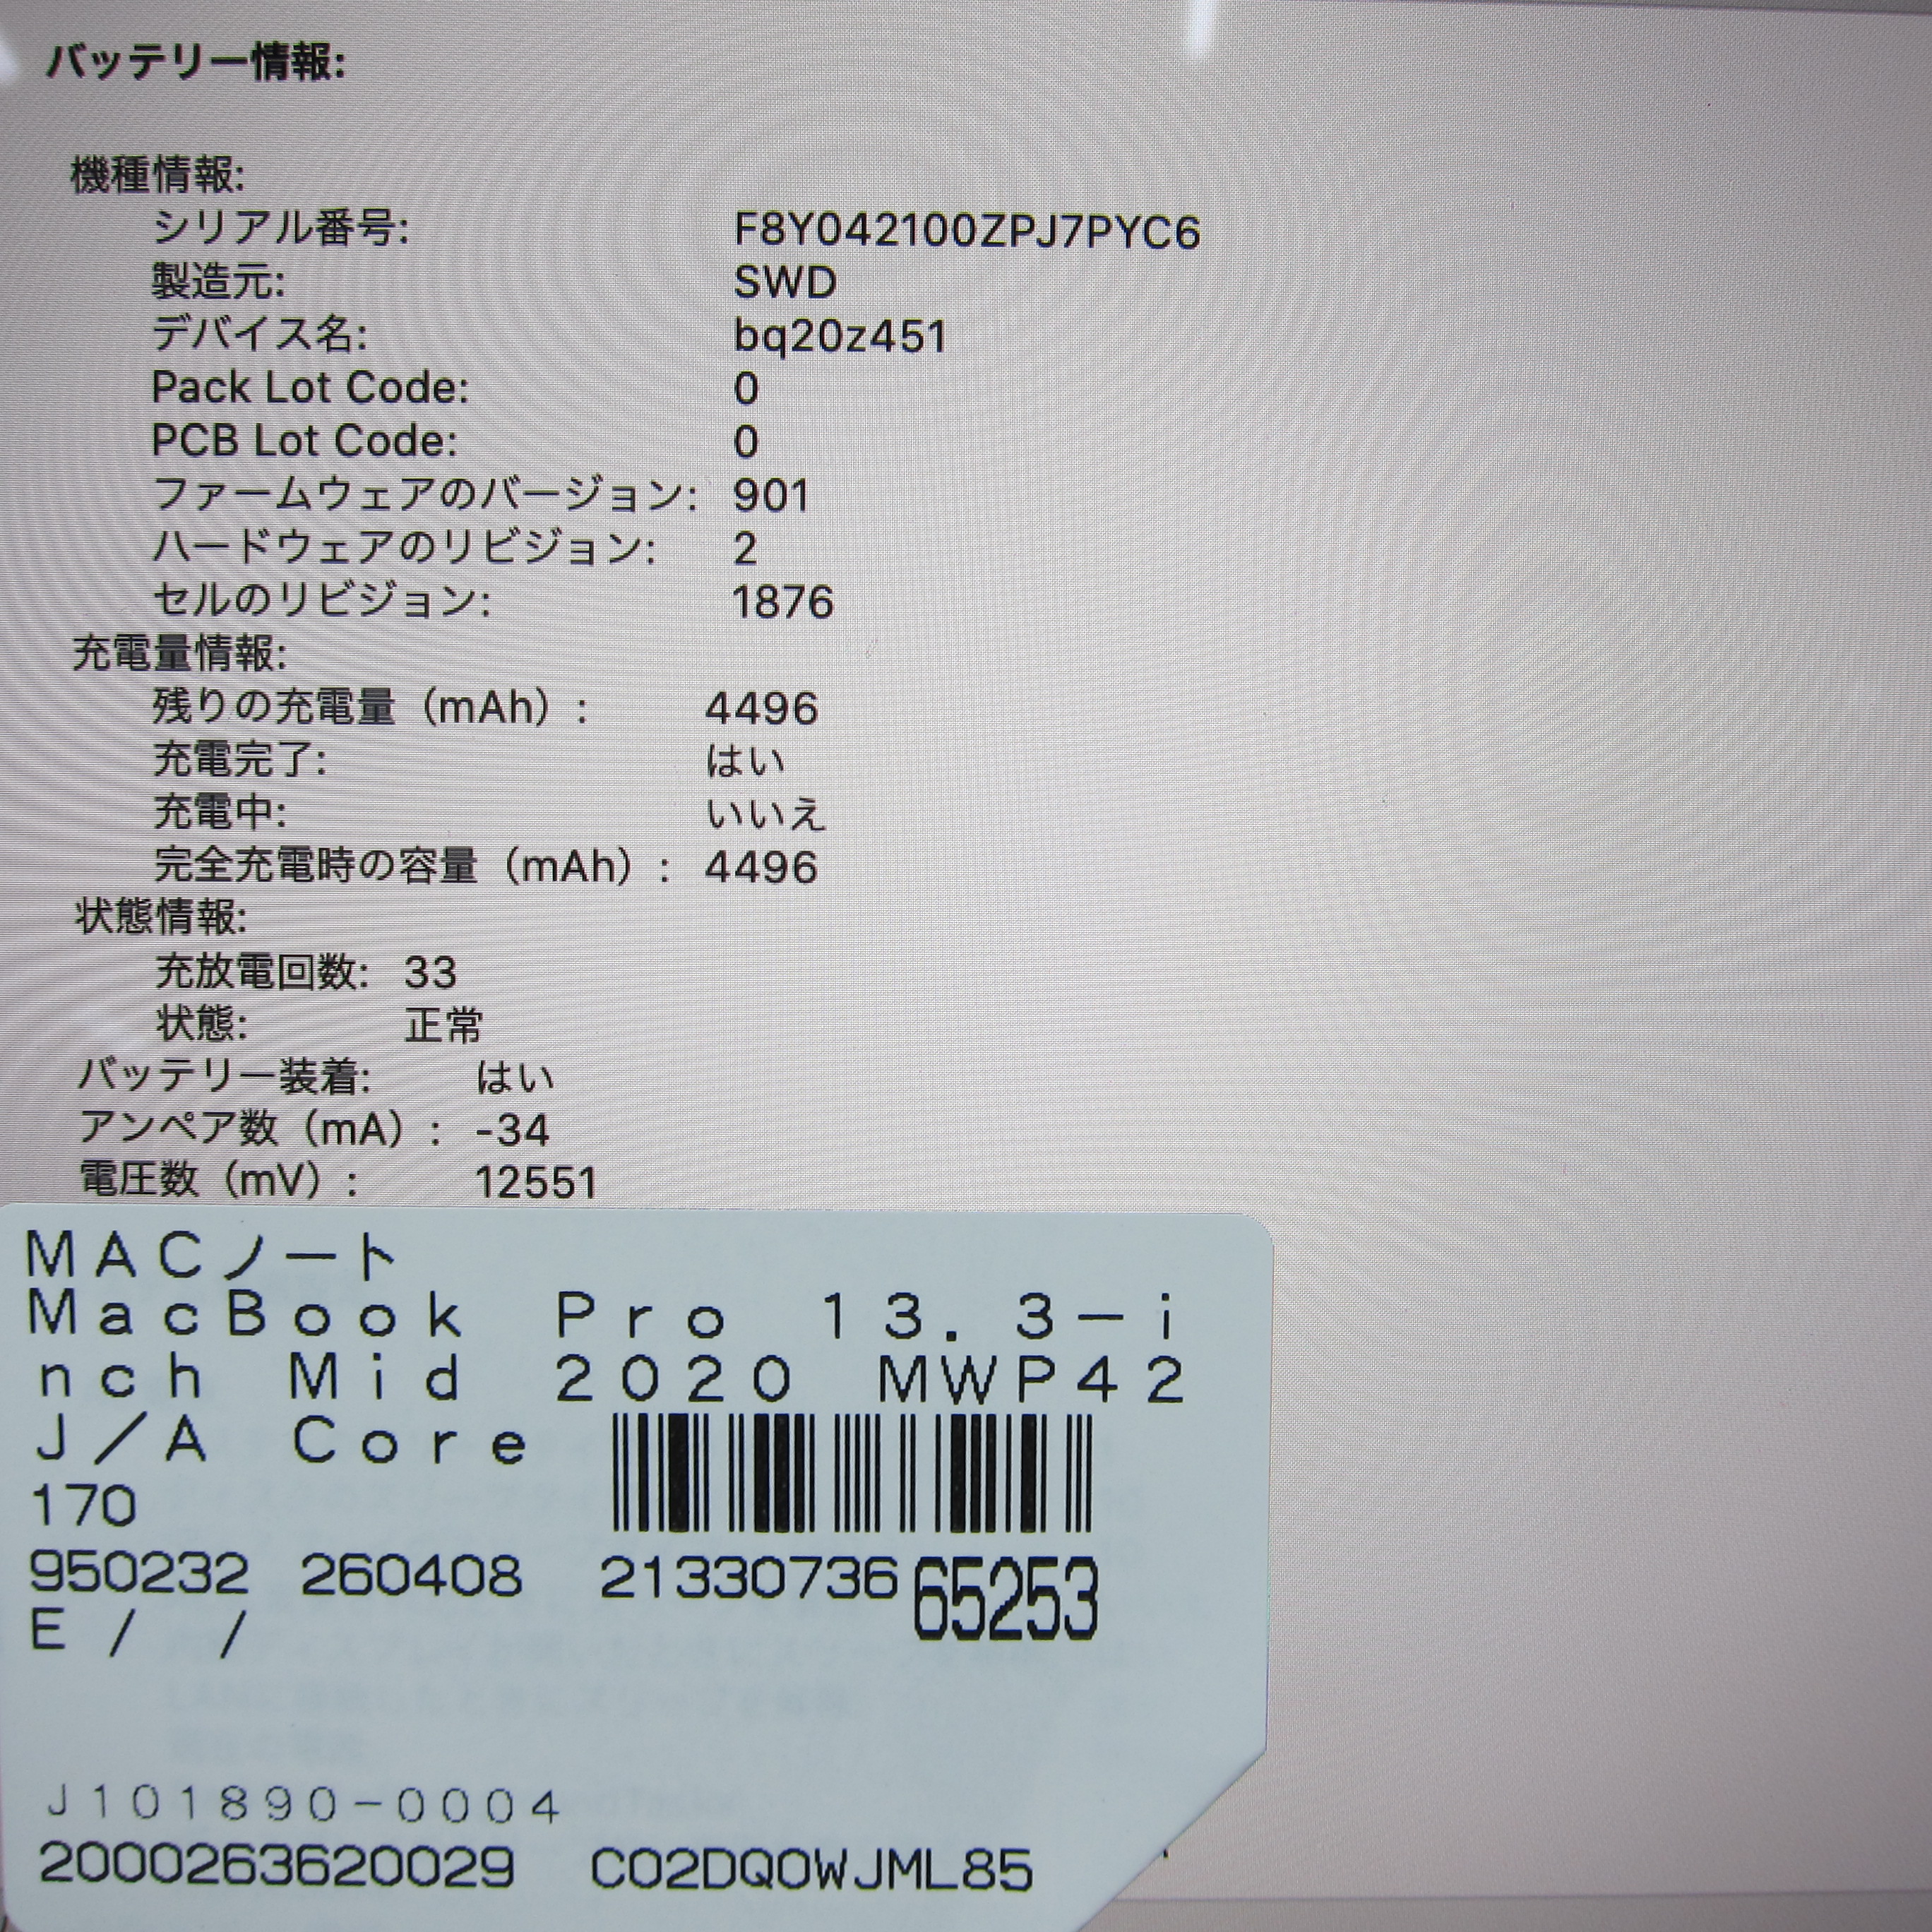 バッテリー情報:
機種情報:
シリアル番号: F8Y042100ZPJ7PYC6
製造元: SWD
デバイス名: bq20z451
Pack Lot Code: 0
PCB Lot Code: 0
ファームウェアのバージョン: 901
ハードウェアのリビジョン: 2
セルのリビジョン: 1876
充電量情報:
残りの充電量（mAh）: 4496
充電完了: はい
充電中: いいえ
完全充電時の容量（mAh）: 4496
状態情報:
充放電回数: 33
状態: 正常
バッテリー装着: はい
アンペア数（mA）: -34
電圧数（mV）: 12551
ＭＡＣノート
ＭａｃＢｏｏｋ　Ｐｒｏ　１３．３－ｉ
ｎｃｈ　Ｍｉｄ　２０２０　ＭＷＰ４２
Ｊ／Ａ　Ｃｏｒｅ
170
950232 260408 21330736 65253
E / /
Ｊ１０１８９０－０００４
2000263620029 C02DQ0WJML85